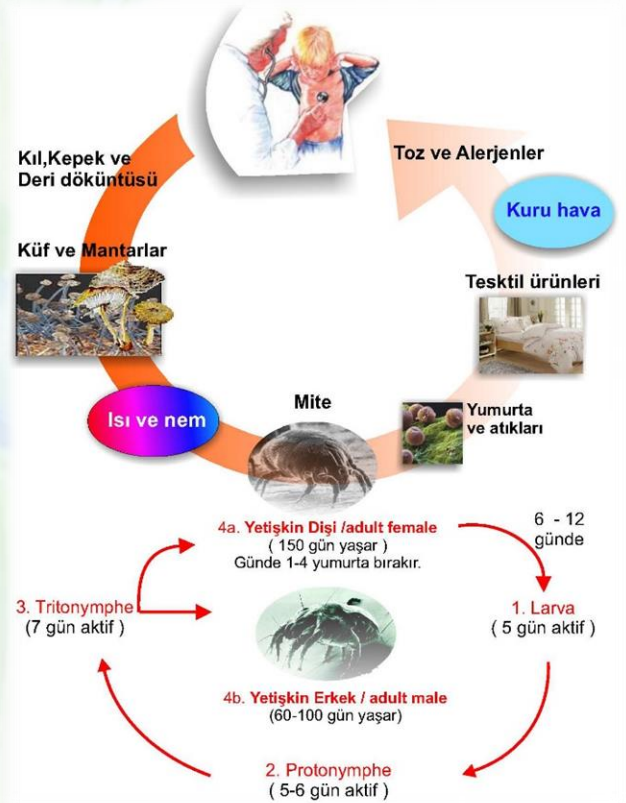 Kıl,Kepek ve
Deri döküntüsü
Toz ve Alerjenler
Kuru hava
Küf ve Mantarlar
Tesktil ürünleri
Isı ve nem
Mite
Yumurta
ve atıkları
4a. Yetişkin Dişi /adult female
( 150 gün yaşar )
Günde 1-4 yumurta bırakır.
6 - 12
günde
3. Tritonymphe
(7 gün aktif )
1. Larva
( 5 gün aktif )
4b. Yetişkin Erkek / adult male
(60-100 gün yaşar)
2. Protonymphe
( 5-6 gün aktif )